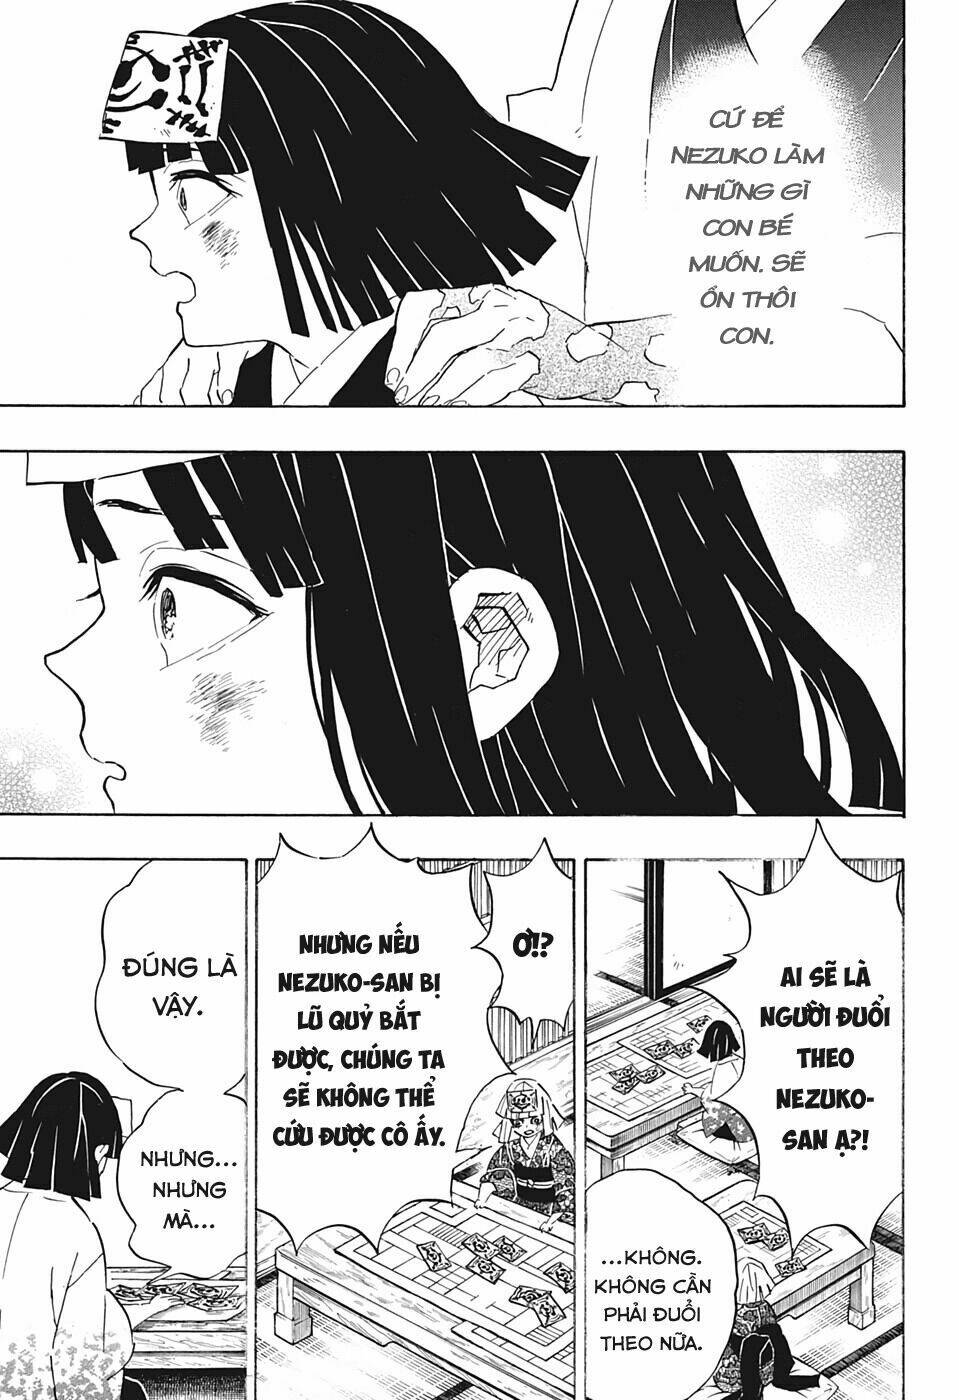 CỨ ĐỂ
NEZUKO LÀM
NHỮNG GÌ
CON BÉ
MUỐN. SẼ
ỔN THÔI
CON.
AI SẼ LÀ
NGƯỜI ĐUỔI
THEO
NEZUKO-
SAN Ạ?!
...KHÔNG.
KHÔNG CẦN
PHẢI ĐUỔI
THEO NỮA.
Ơ!?
NHƯNG NẾU
NEZUKO-SAN BỊ
LŨ QUỶ BẮT
ĐƯỢC, CHÚNG TA
SẼ KHÔNG THỂ
CỨU ĐƯỢC CÔ ẤY.
ĐÚNG LÀ
VẬY.
NHƯNG...
NHƯNG
MÀ...